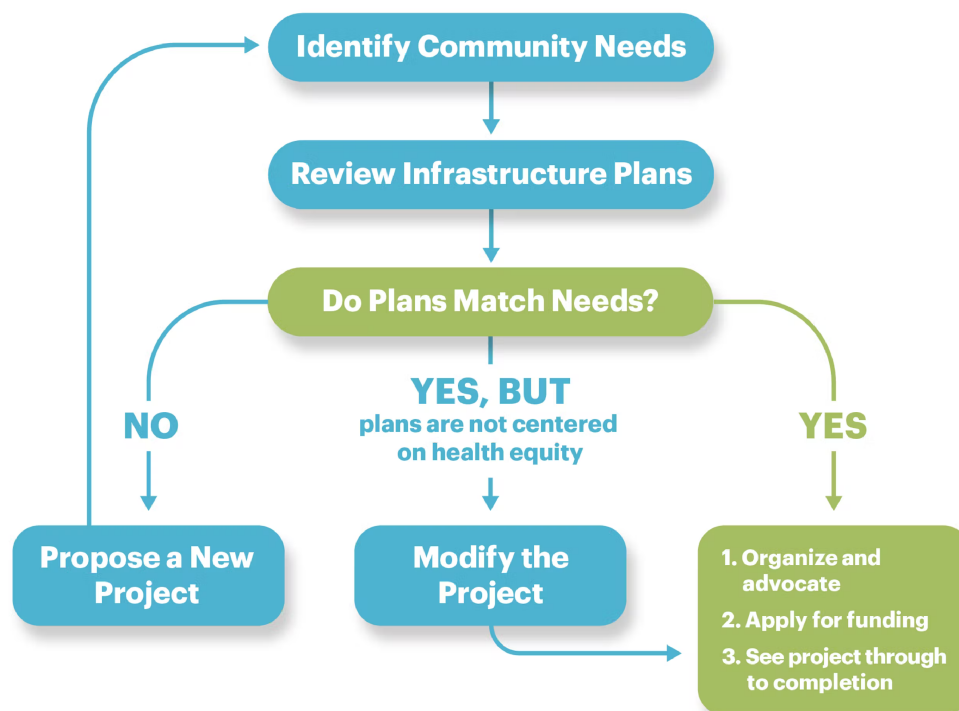 Identify Community Needs
Review Infrastructure Plans
Do Plans Match Needs?
NO
YES, BUT
plans are not centered
on health equity
YES
Propose a New
Project
Modify the
Project
1. Organize and
advocate
2. Apply for funding
3. See project through
to completion